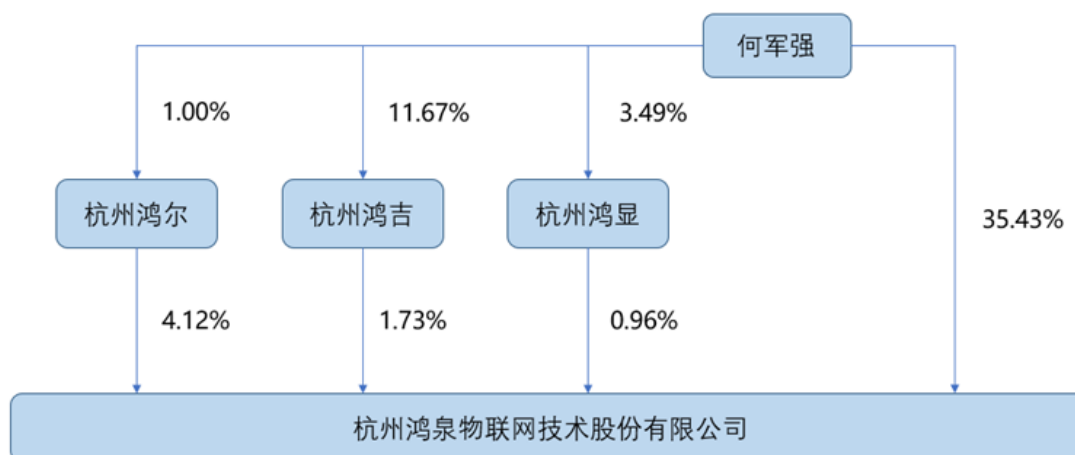 何军强
1.00%
11.67%
3.49%
杭州鸿尔
杭州鸿吉
杭州鸿显
35.43%
4.12%
1.73%
0.96%
杭州鸿泉物联网技术股份有限公司